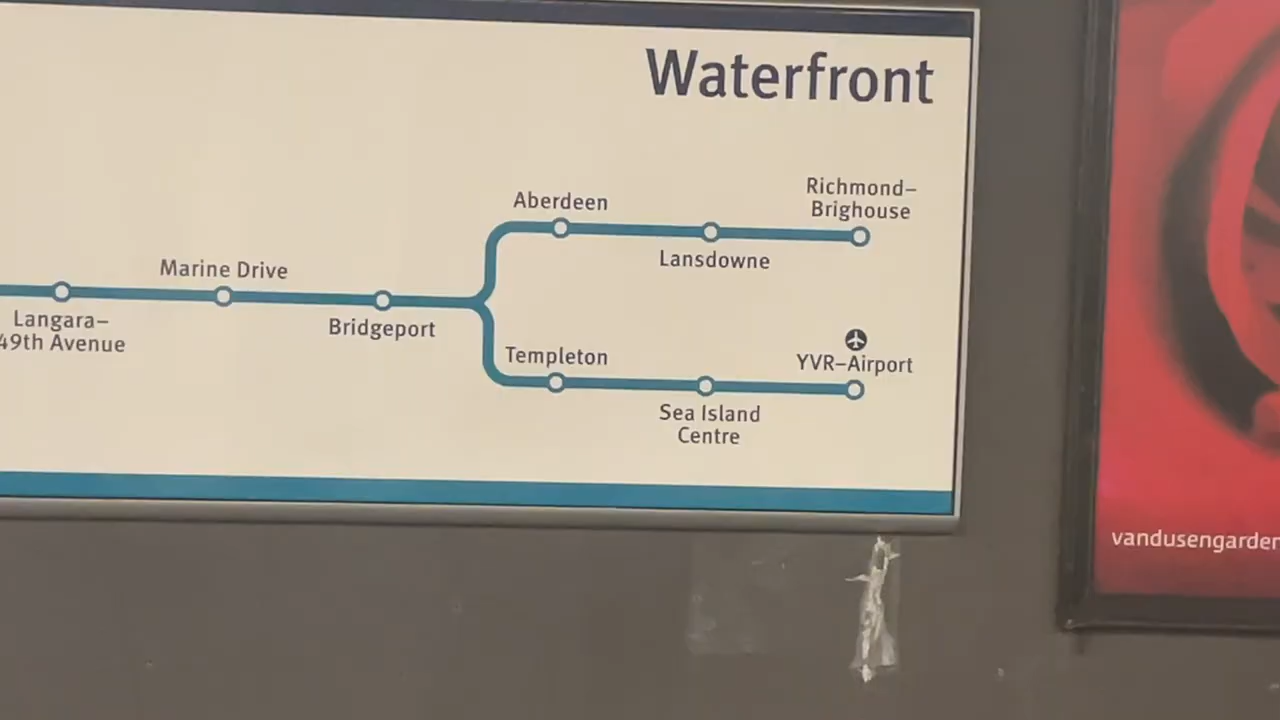 Waterfront
Richmond–
Brighouse
Aberdeen
Lansdowne
Marine Drive
Langara–
49th Avenue
Bridgeport
Templeton
YVR–Airport
Sea Island
Centre
vandusengarden